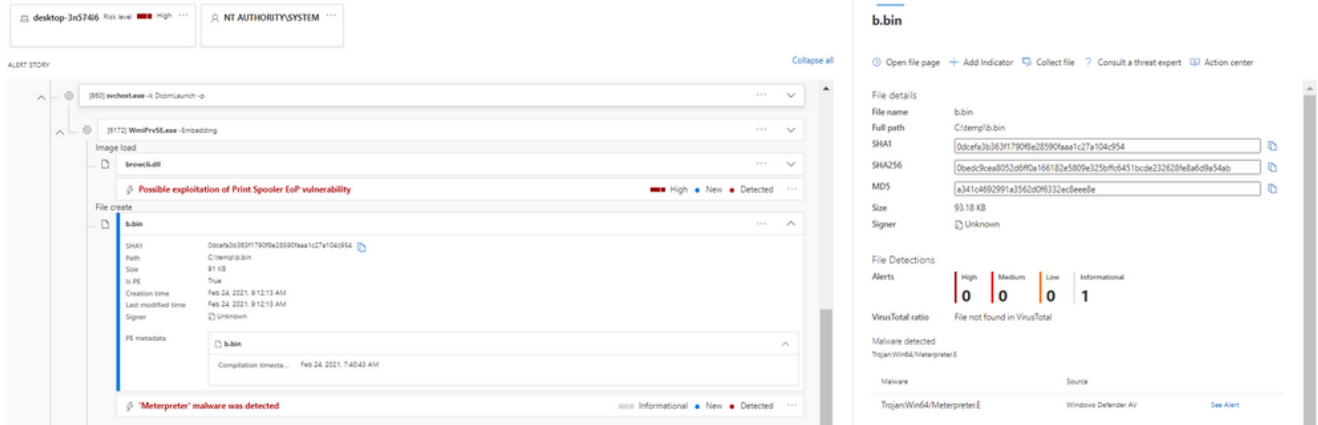 desktop-3n574i6 Risk level High ...
NT AUTHORITY\SYSTEM ...
ALERT STORY
Collapse all
[860] svchost.exe -k DcomLaunch -p ...
[6172] WmiPrvSE.exe -Embedding ...
Image load
browcli.dll ...
Possible exploitation of Print Spooler EoP vulnerability High New Detected ...
File create
b.bin ...
SHA1 0dcefa3b363f1790f8e28590faaa1c27a104c954
Path C:\temp\b.bin
Size 91 KB
Is PE True
Creation time Feb 24, 2021, 9:12:13 AM
Last modified time Feb 24, 2021, 9:12:13 AM
Signer Unknown
PE metadata
b.bin
Compilation timesta... Feb 24, 2021, 7:40:43 AM
'Meterpreter' malware was detected Informational New Detected ...
b.bin
Open file page Add Indicator Collect file Consult a threat expert Action center
File details
File name b.bin
Full path C:\temp\b.bin
SHA1 0dcefa3b363f1790f8e28590faaa1c27a104c954
SHA256 0bedc9cea8052d6ff0a166182e5809e325bffc6451bcde232628fe8a6d9a54ab
MD5 a341c4692991a3562d0f6332ec8eee8e
Size 93.18 KB
Signer Unknown
File Detections
Alerts High Medium Low Informational
0 0 0 1
VirusTotal ratio File not found in VirusTotal
Malware detected
Trojan:Win64/Meterpreter.E
Malware Source
Trojan:Win64/Meterpreter.E Windows Defender AV See Alert